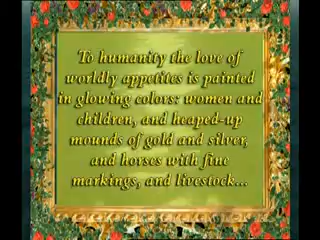 To humanity the love of
worldly appetites is painted
in glowing colors: women and
children, and heaped-up
mounds of gold and silver,
and horses with fine
markings, and livestock...